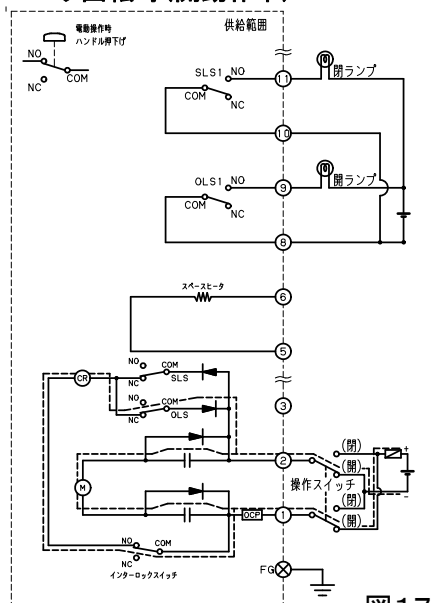 電動操作時
ハンドル押下げ
供給範囲
NO
COM
NC
SLS1 NO
COM
NC
11
閉ランプ
10
OLS1 NO
COM
NC
9
開ランプ
8
スペースヒータ
6
5
3
NO
COM
NC
SLS
CR
NO
COM
NC
OLS
2
(閉)
(開)
+
M
操作スイッチ
(閉)
-
OCP
1
(開)
NO
COM
NC
インターロックスイッチ
FG
図17